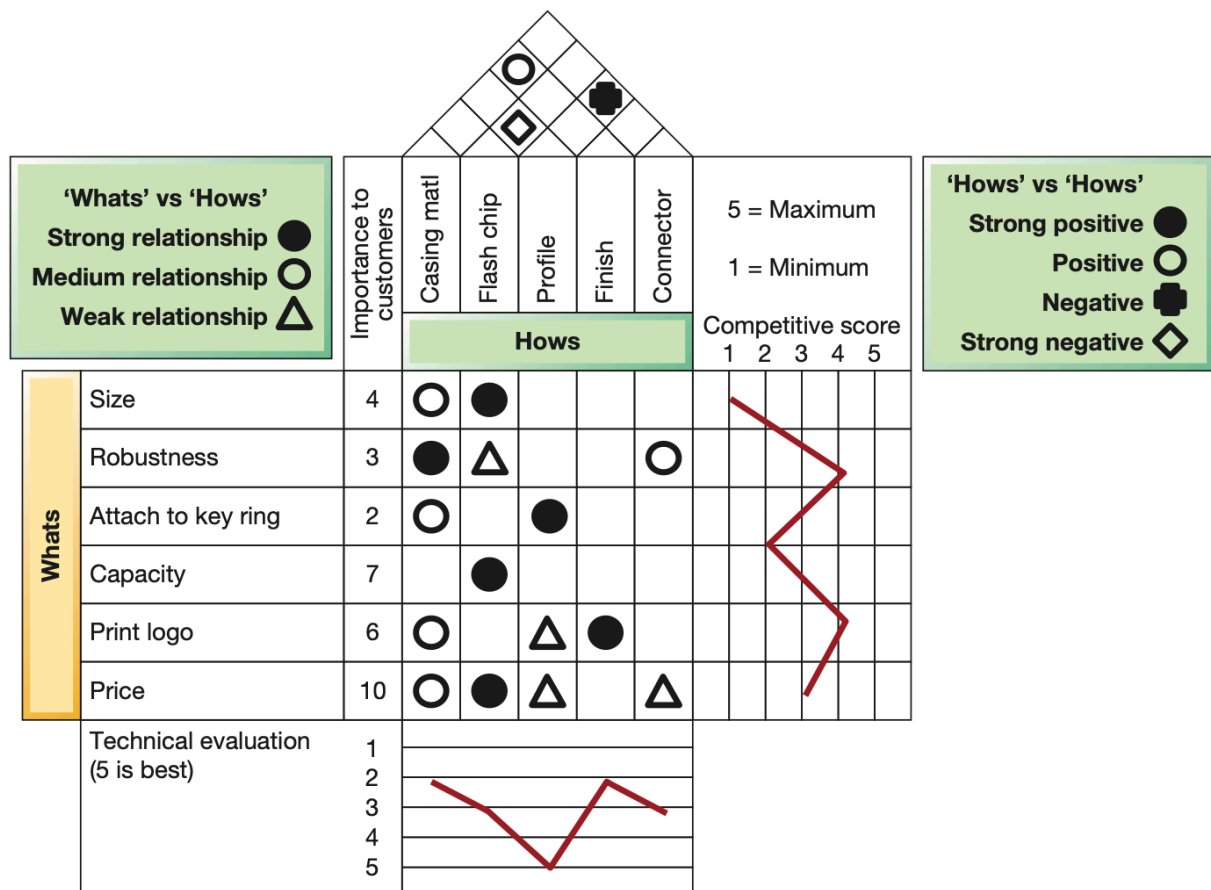 ‘Whats’ vs ‘Hows’
Strong relationship
Medium relationship
Weak relationship
Importance to
customers
Casing matl
Flash chip
Profile
Finish
Connector
5 = Maximum
1 = Minimum
Competitive score
1 2 3 4 5
‘Hows’ vs ‘Hows’
Strong positive
Positive
Negative
Strong negative
Hows
Whats
Size 4
Robustness 3
Attach to key ring 2
Capacity 7
Print logo 6
Price 10
Technical evaluation
(5 is best)
1
2
3
4
5